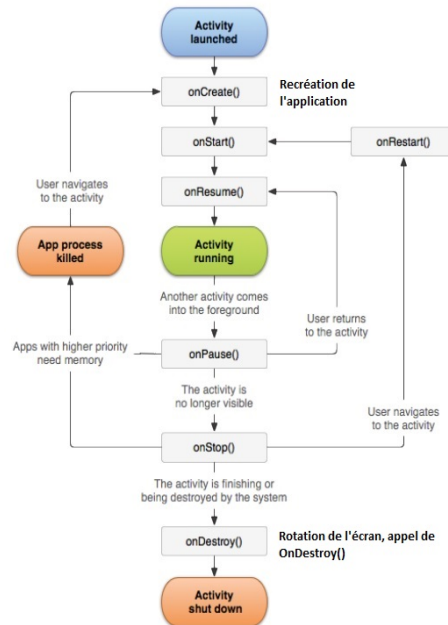 Activity
launched
onCreate()
Recréation de
l'application
onStart()
onRestart()
User navigates
to the activity
onResume()
App process
killed
Activity
running
Another activity comes
into the foreground
User returns
to the activity
Apps with higher priority
need memory
onPause()
The activity is
no longer visible
User navigates
to the activity
onStop()
The activity is finishing or
being destroyed by the system
onDestroy()
Rotation de l'écran, appel de
OnDestroy()
Activity
shut down